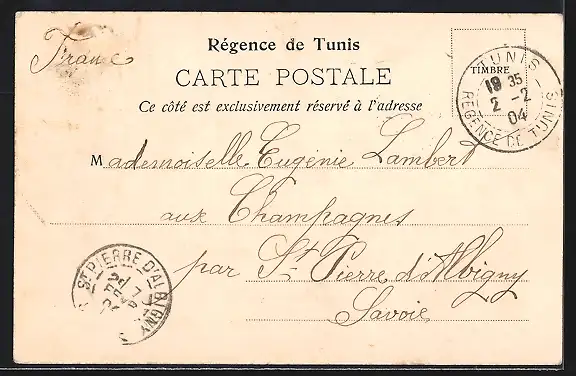 France
Régence de Tunis
CARTE POSTALE
Ce côté est exclusivement réservé à l'adresse
TIMBRE
TUNIS
19 35
2 -2
04
RÉGENCE DE TUNIS
Mademoiselle Eugénie Lambert
aux Champagnes
par St Pierre d'Albigny
Savoie
ST PIERRE D'ALBIGNY